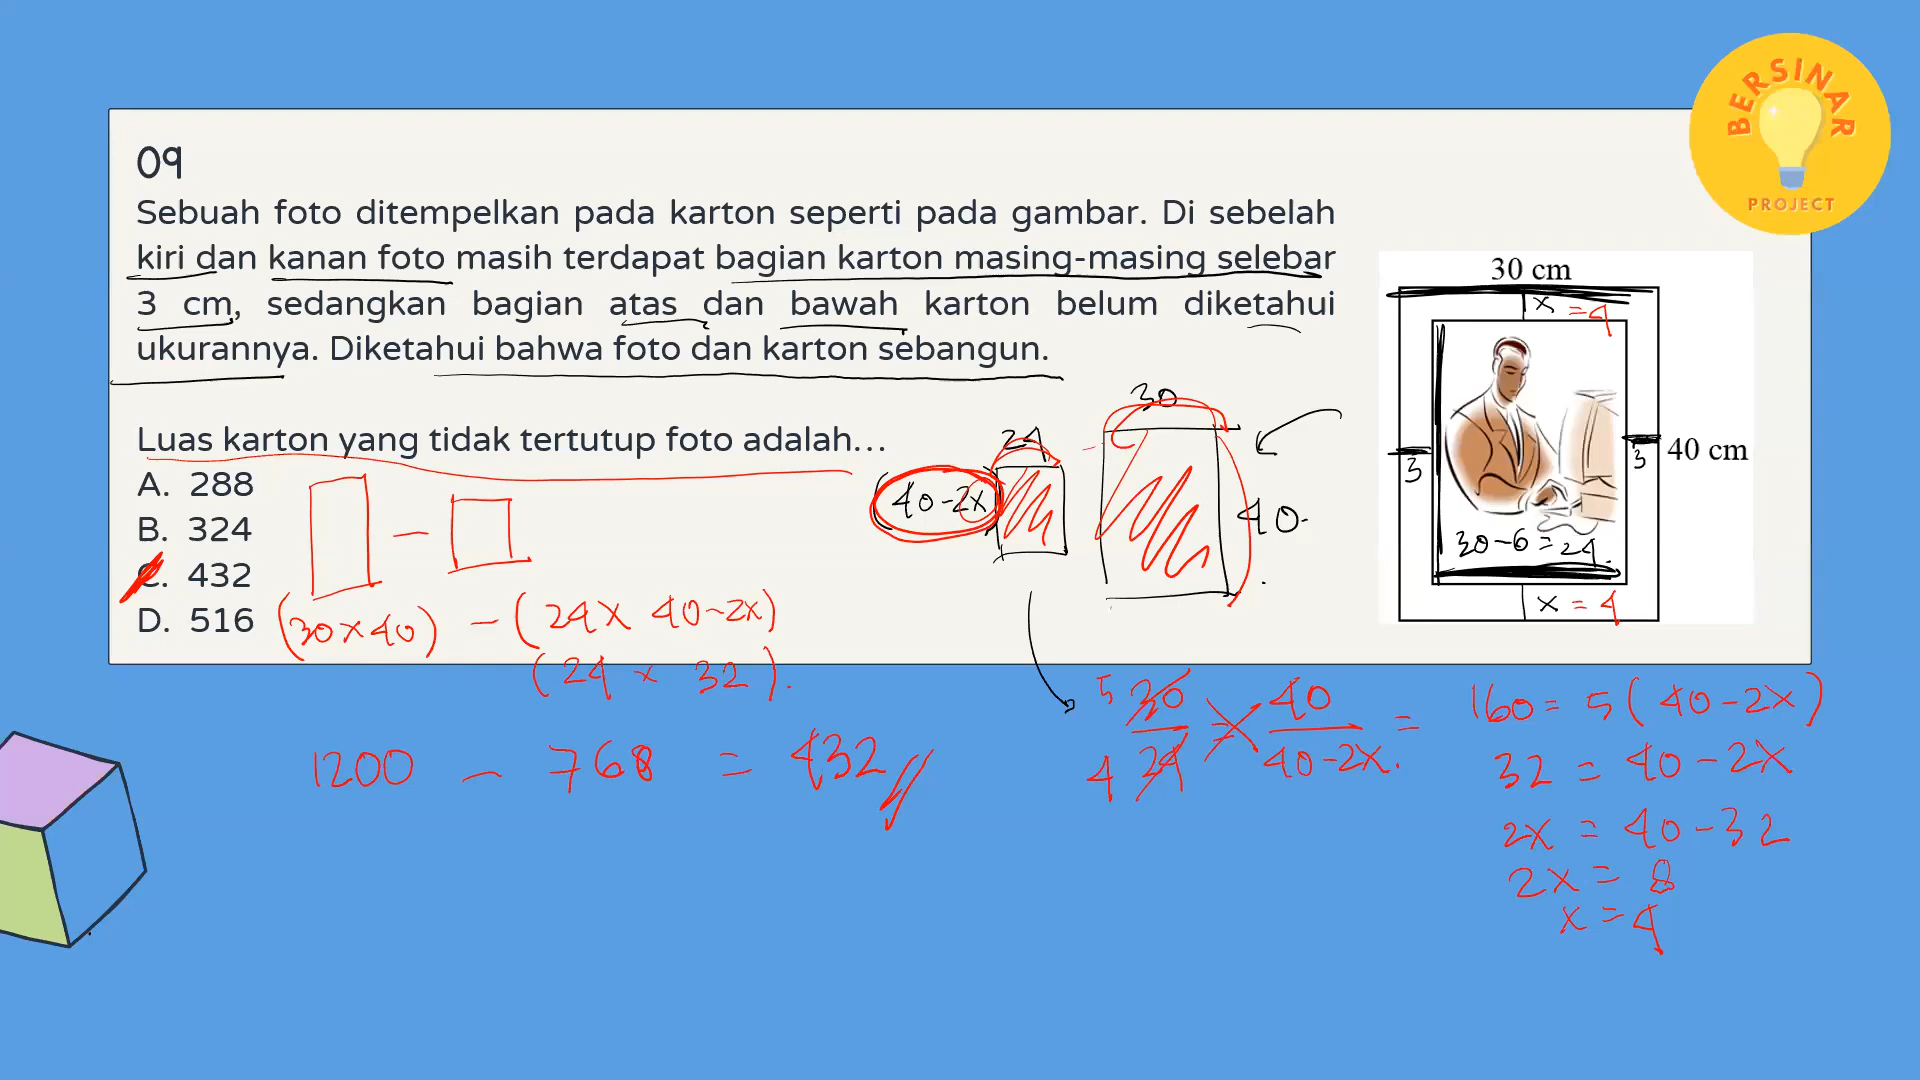 BERSINAR
PROJECT
09
Sebuah foto ditempelkan pada karton seperti pada gambar. Di sebelah
kiri dan kanan foto masih terdapat bagian karton masing-masing selebar
3 cm, sedangkan bagian atas dan bawah karton belum diketahui
ukurannya. Diketahui bahwa foto dan karton sebangun.
Luas karton yang tidak tertutup foto adalah...
A. 288
B. 324
C. 432
D. 516
30 cm
x = 4
3
3
40 cm
30-6=24
x = 4
30
24
(40-2x)
40
(30x40) - (24x 40-2x)
(24 x 32).
1200 - 768 = 432
5 30 × 40 =
4 24 40-2x
160 = 5(40-2x)
32 = 40-2x
2x = 40-32
2x = 8
x = 4